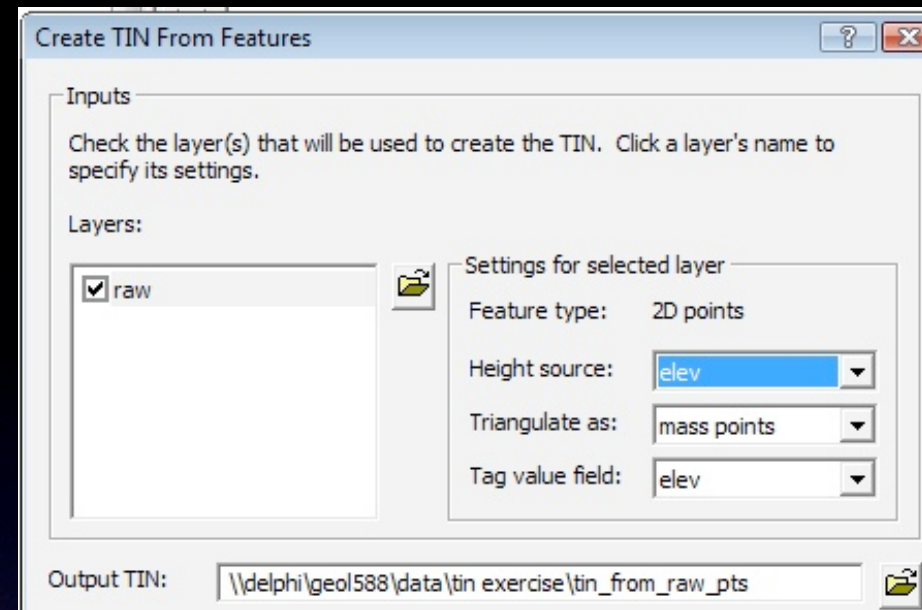 Create TIN From Features
Inputs
Check the layer(s) that will be used to create the TIN. Click a layer's name to
specify its settings.
Layers:
raw
Settings for selected layer
Feature type: 2D points
Height source: elev
Triangulate as: mass points
Tag value field: elev
Output TIN: \\delphi\geol588\data\tin exercise\tin_from_raw_pts